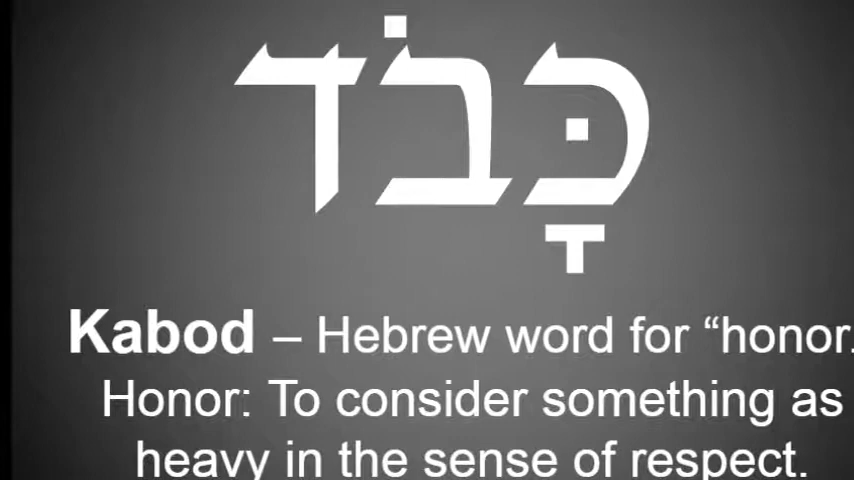 כָּבֹד
Kabod – Hebrew word for “honor.
Honor: To consider something as
heavy in the sense of respect.